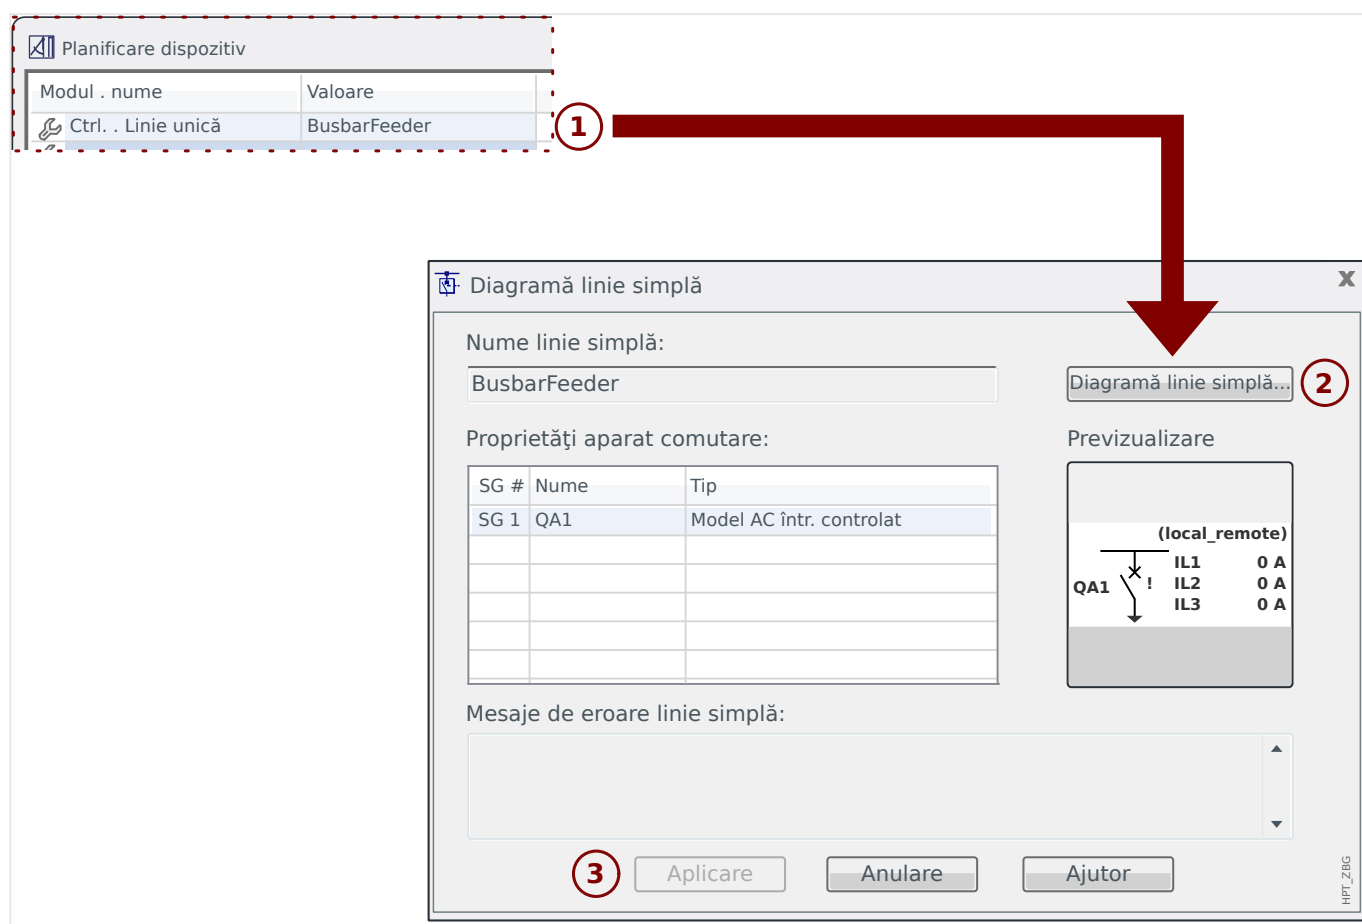 Planificare dispozitiv
Modul . nume Valoare
Ctrl. . Linie unică BusbarFeeder
1
Diagramă linie simplă X
Nume linie simplă:
BusbarFeeder
Diagramă linie simplă...
2
Proprietăţi aparat comutare:
Previzualizare
SG # Nume Tip
SG 1 QA1 Model AC într. controlat
(local_remote)
IL1 0 A
QA1 ! IL2 0 A
IL3 0 A
Mesaje de eroare linie simplă:
3
Aplicare Anulare Ajutor
HPT_ZBG